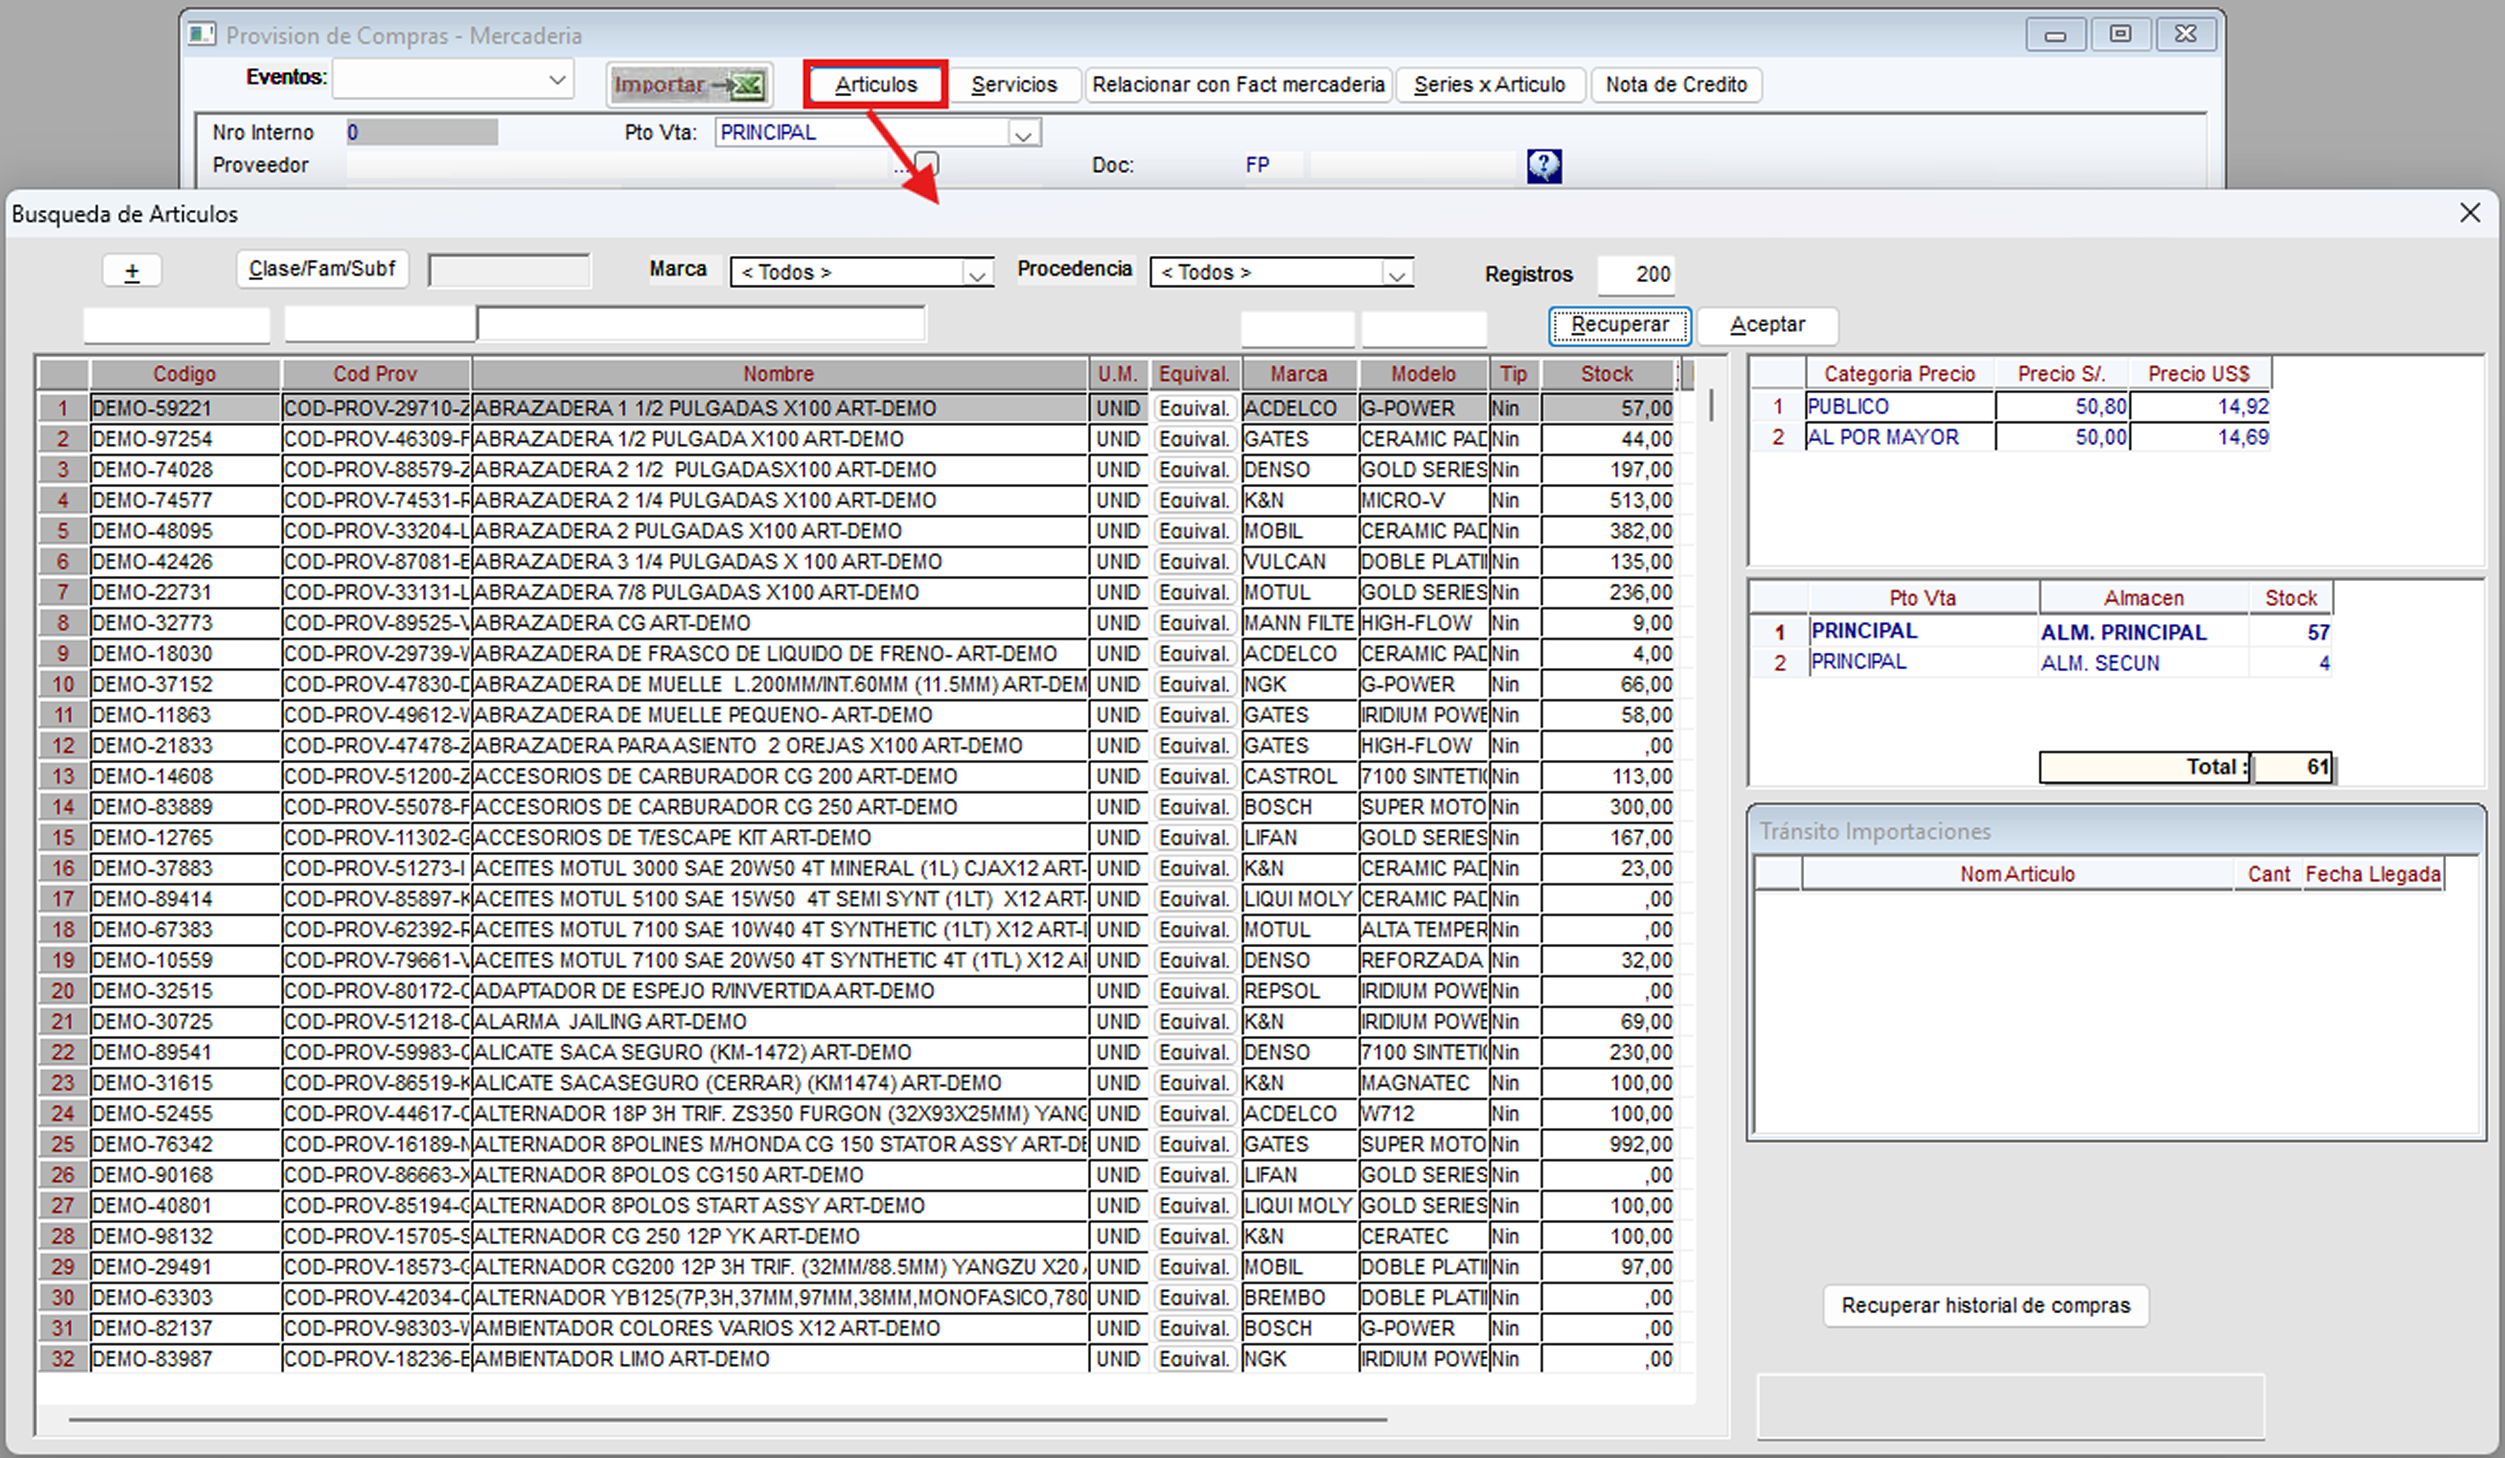 Provision de Compras - Mercaderia
Eventos:
Importar
Articulos
Servicios
Relacionar con Fact mercaderia
Series x Articulo
Nota de Credito
Nro Interno 0 Pto Vta: PRINCIPAL
Proveedor ... Doc: FP
Busqueda de Articulos
+ Clase/Fam/Subf Marca < Todos > Procedencia < Todos > Registros 200
Recuperar Aceptar
Codigo Cod Prov Nombre U.M. Equival. Marca Modelo Tip Stock
1 DEMO-59221 COD-PROV-29710-Z ABRAZADERA 1 1/2 PULGADAS X100 ART-DEMO UNID Equival. ACDELCO G-POWER Nin 57,00
2 DEMO-97254 COD-PROV-46309-F ABRAZADERA 1/2 PULGADA X100 ART-DEMO UNID Equival. GATES CERAMIC PAD Nin 44,00
3 DEMO-74028 COD-PROV-88579-Z ABRAZADERA 2 1/2 PULGADASX100 ART-DEMO UNID Equival. DENSO GOLD SERIES Nin 197,00
4 DEMO-74577 COD-PROV-74531-R ABRAZADERA 2 1/4 PULGADAS X100 ART-DEMO UNID Equival. K&N MICRO-V Nin 513,00
5 DEMO-48095 COD-PROV-33204-L ABRAZADERA 2 PULGADAS X100 ART-DEMO UNID Equival. MOBIL CERAMIC PAD Nin 382,00
6 DEMO-42426 COD-PROV-87081-E ABRAZADERA 3 1/4 PULGADAS X 100 ART-DEMO UNID Equival. VULCAN DOBLE PLATI Nin 135,00
7 DEMO-22731 COD-PROV-33131-L ABRAZADERA 7/8 PULGADAS X100 ART-DEMO UNID Equival. MOTUL GOLD SERIES Nin 236,00
8 DEMO-32773 COD-PROV-89525-V ABRAZADERA CG ART-DEMO UNID Equival. MANN FILTE HIGH-FLOW Nin 9,00
9 DEMO-18030 COD-PROV-29739-W ABRAZADERA DE FRASCO DE LIQUIDO DE FRENO- ART-DEMO UNID Equival. ACDELCO CERAMIC PAD Nin 4,00
10 DEMO-37152 COD-PROV-47830-D ABRAZADERA DE MUELLE L.200MM/INT.60MM (11.5MM) ART-DEM UNID Equival. NGK G-POWER Nin 66,00
11 DEMO-11863 COD-PROV-49612-W ABRAZADERA DE MUELLE PEQUENO- ART-DEMO UNID Equival. GATES IRIDIUM POWE Nin 58,00
12 DEMO-21833 COD-PROV-47478-Z ABRAZADERA PARA ASIENTO 2 OREJAS X100 ART-DEMO UNID Equival. GATES HIGH-FLOW Nin ,00
13 DEMO-14608 COD-PROV-51200-Z ACCESORIOS DE CARBURADOR CG 200 ART-DEMO UNID Equival. CASTROL 7100 SINTETIC Nin 113,00
14 DEMO-83889 COD-PROV-55078-F ACCESORIOS DE CARBURADOR CG 250 ART-DEMO UNID Equival. BOSCH SUPER MOTO Nin 300,00
15 DEMO-12765 COD-PROV-11302-G ACCESORIOS DE T/ESCAPE KIT ART-DEMO UNID Equival. LIFAN GOLD SERIES Nin 167,00
16 DEMO-37883 COD-PROV-51273-I ACEITES MOTUL 3000 SAE 20W50 4T MINERAL (1L) CJAX12 ART- UNID Equival. K&N CERAMIC PAD Nin 23,00
17 DEMO-89414 COD-PROV-85897-K ACEITES MOTUL 5100 SAE 15W50 4T SEMI SYNT (1LT) X12 ART- UNID Equival. LIQUI MOLY CERAMIC PAD Nin ,00
18 DEMO-67383 COD-PROV-62392-R ACEITES MOTUL 7100 SAE 10W40 4T SYNTHETIC (1LT) X12 ART- UNID Equival. MOTUL ALTA TEMPER Nin ,00
19 DEMO-10559 COD-PROV-79661-V ACEITES MOTUL 7100 SAE 20W50 4T SYNTHETIC 4T (1TL) X12 A UNID Equival. DENSO REFORZADA Nin 32,00
20 DEMO-32515 COD-PROV-80172-C ADAPTADOR DE ESPEJO R/INVERTIDA ART-DEMO UNID Equival. REPSOL IRIDIUM POWE Nin ,00
21 DEMO-30725 COD-PROV-51218-C ALARMA JAILING ART-DEMO UNID Equival. K&N IRIDIUM POWE Nin 69,00
22 DEMO-89541 COD-PROV-59983-C ALICATE SACA SEGURO (KM-1472) ART-DEMO UNID Equival. DENSO 7100 SINTETIC Nin 230,00
23 DEMO-31615 COD-PROV-86519-K ALICATE SACASEGURO (CERRAR) (KM1474) ART-DEMO UNID Equival. K&N MAGNATEC Nin 100,00
24 DEMO-52455 COD-PROV-44617-C ALTERNADOR 18P 3H TRIF. ZS350 FURGON (32X93X25MM) YANG UNID Equival. ACDELCO W712 Nin 100,00
25 DEMO-76342 COD-PROV-16189-N ALTERNADOR 8POLINES M/HONDA CG 150 STATOR ASSY ART-DE UNID Equival. GATES SUPER MOTO Nin 992,00
26 DEMO-90168 COD-PROV-86663-X ALTERNADOR 8POLOS CG150 ART-DEMO UNID Equival. LIFAN GOLD SERIES Nin ,00
27 DEMO-40801 COD-PROV-85194-G ALTERNADOR 8POLOS START ASSY ART-DEMO UNID Equival. LIQUI MOLY GOLD SERIES Nin 100,00
28 DEMO-98132 COD-PROV-15705-S ALTERNADOR CG 250 12P YK ART-DEMO UNID Equival. K&N CERATEC Nin 100,00
29 DEMO-29491 COD-PROV-18573-G ALTERNADOR CG200 12P 3H TRIF. (32MM/88.5MM) YANGZU X20 UNID Equival. MOBIL DOBLE PLATI Nin 97,00
30 DEMO-63303 COD-PROV-42034-C ALTERNADOR YB125(7P,3H,37MM,97MM,38MM,MONOFASICO,780 UNID Equival. BREMBO DOBLE PLATI Nin ,00
31 DEMO-82137 COD-PROV-98303-W AMBIENTADOR COLORES VARIOS X12 ART-DEMO UNID Equival. BOSCH G-POWER Nin ,00
32 DEMO-83987 COD-PROV-18236-E AMBIENTADOR LIMO ART-DEMO UNID Equival. NGK IRIDIUM POWE Nin ,00
Categoria Precio Precio S/. Precio US$
1 PUBLICO 50,80 14,92
2 AL POR MAYOR 50,00 14,69
Pto Vta Almacen Stock
1 PRINCIPAL ALM. PRINCIPAL 57
2 PRINCIPAL ALM. SECUN 4
Total : 61
Tránsito Importaciones
Nom Articulo Cant Fecha Llegada
Recuperar historial de compras